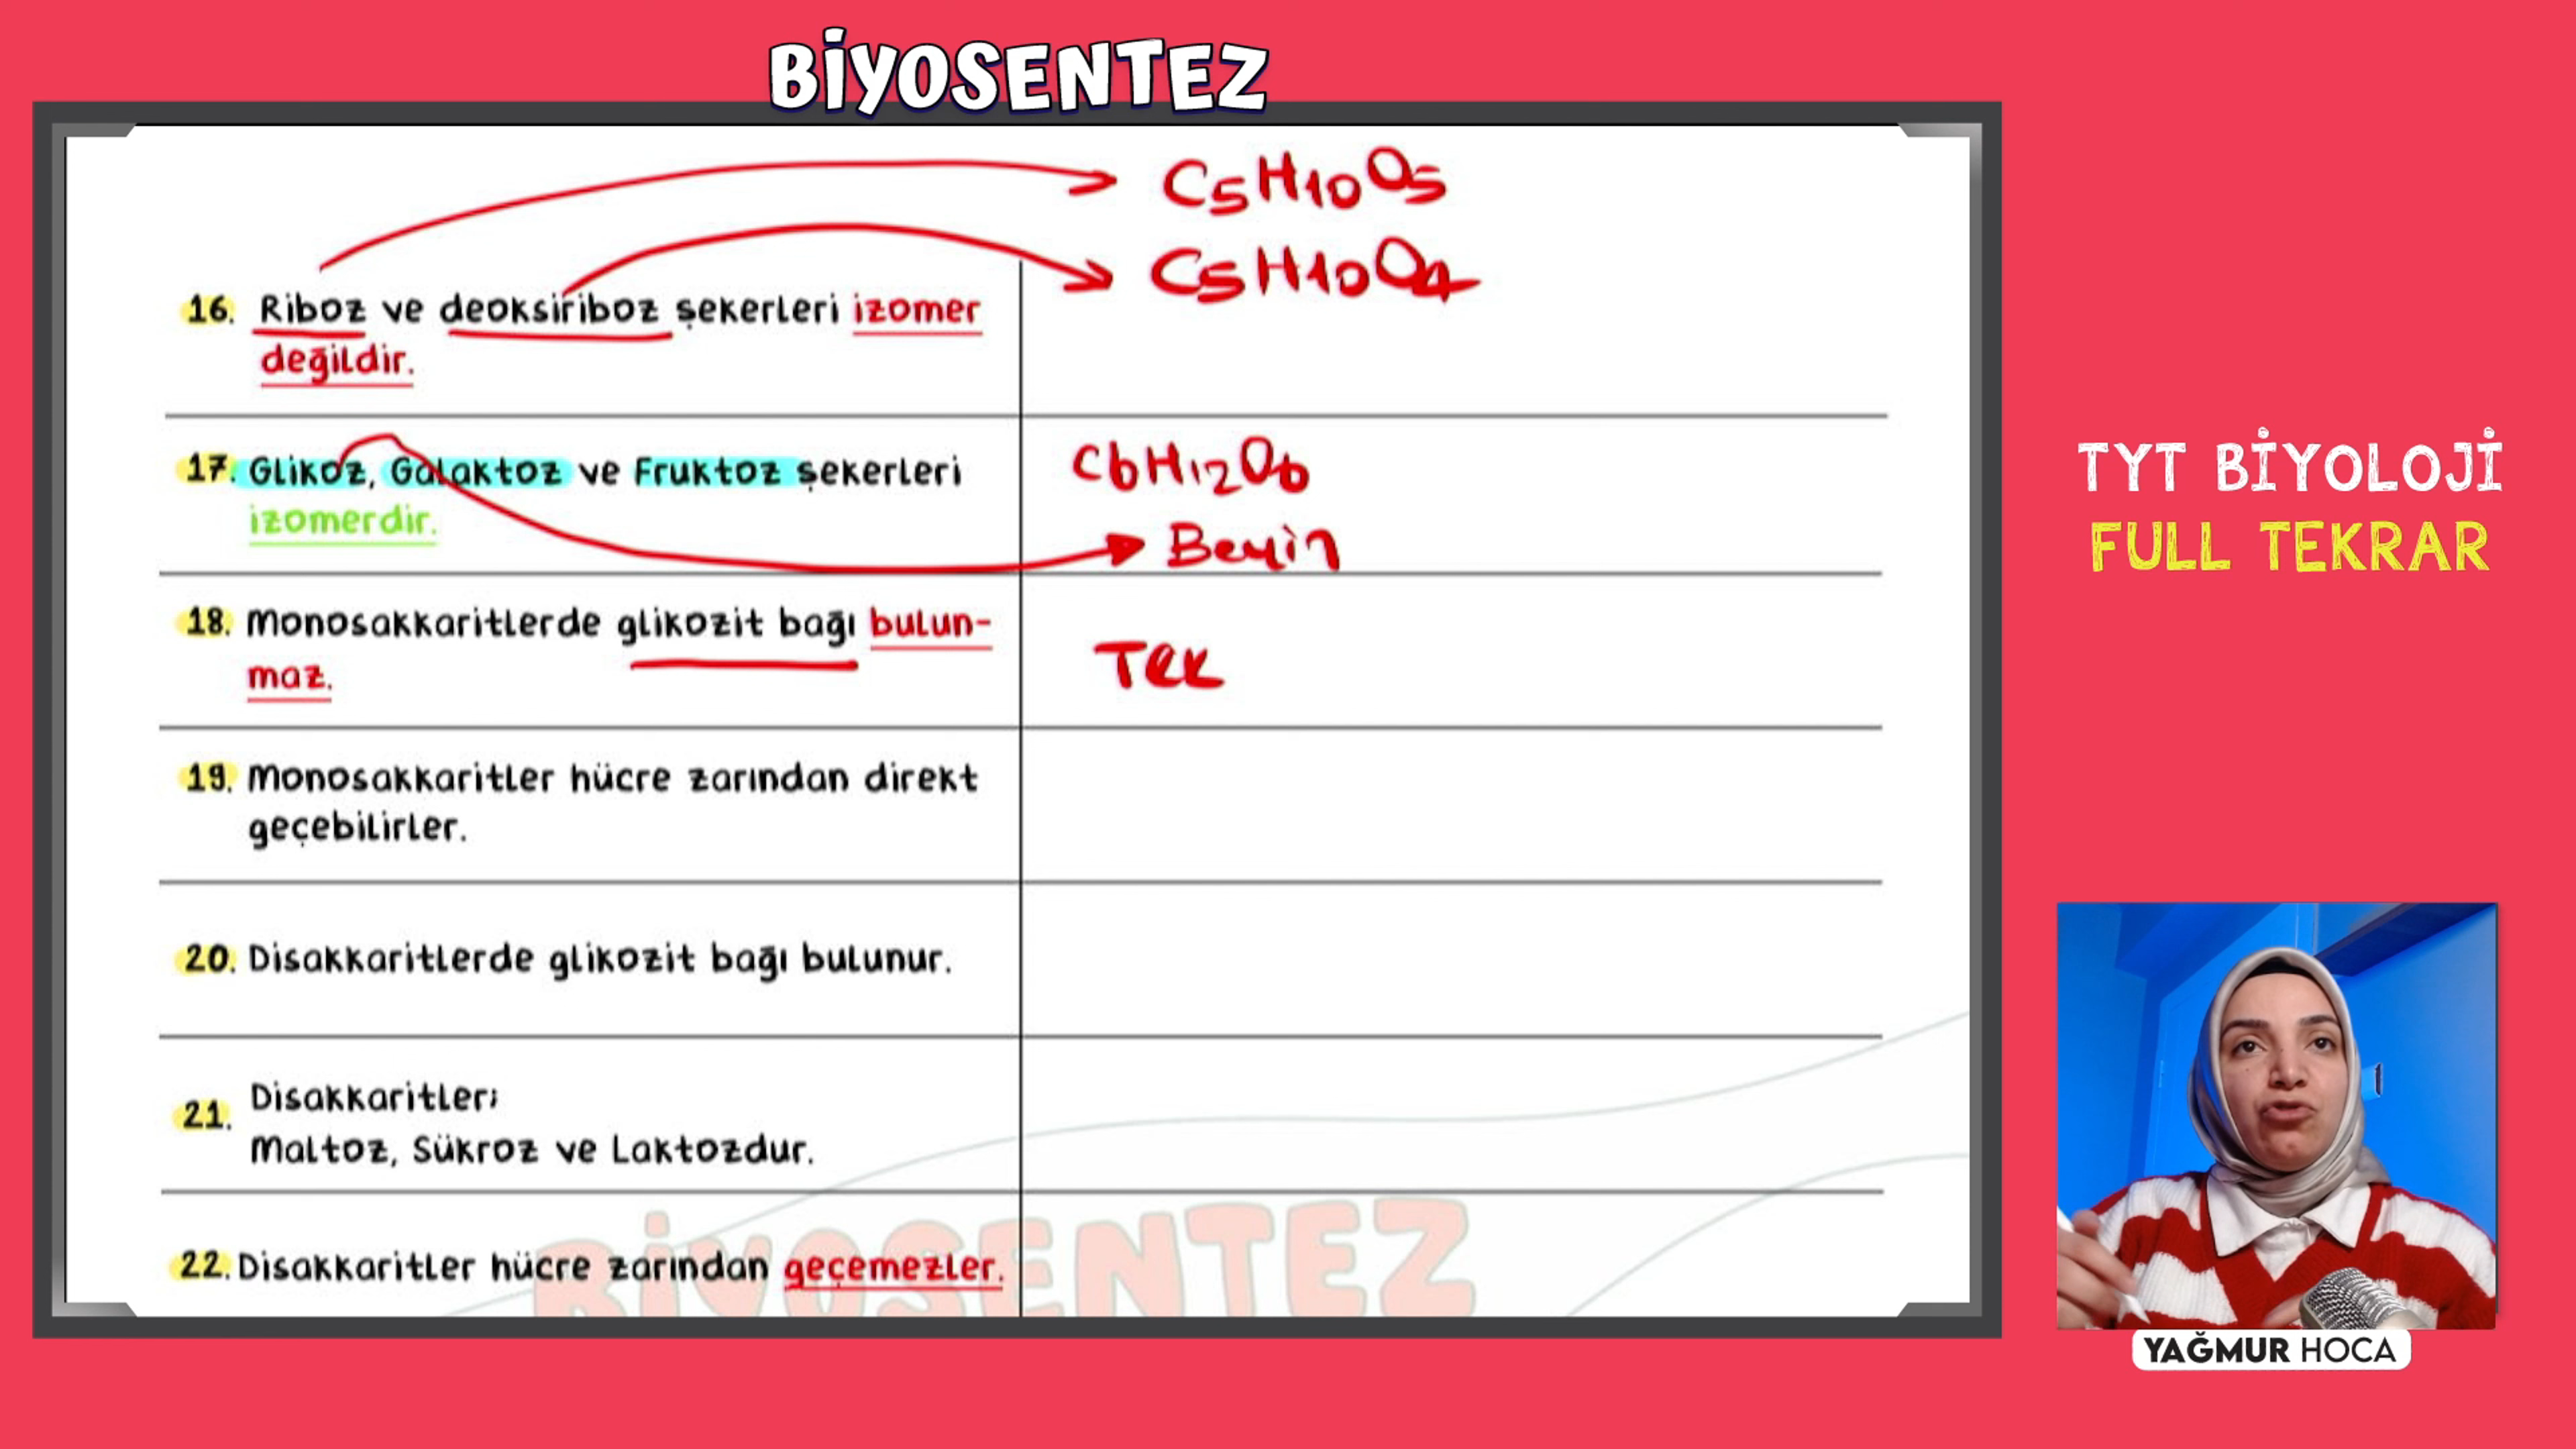 BİYOSENTEZ
C5H10O5
C5H10O4
16. Riboz ve deoksiriboz şekerleri izomer
değildir.
17. Glikoz, Galaktoz ve Fruktoz şekerleri
izomerdir.
C6H12O6
Beyin
18. Monosakkaritlerde glikozit bağı bulun-
maz.
Tek
19. Monosakkaritler hücre zarından direkt
geçebilirler.
20. Disakkaritlerde glikozit bağı bulunur.
21. Disakkaritler;
Maltoz, Sükroz ve Laktozdur.
22. Disakkaritler hücre zarından geçemezler.
BİYOSENTEZ
TYT BİYOLOJİ
FULL TEKRAR
YAĞMUR HOCA